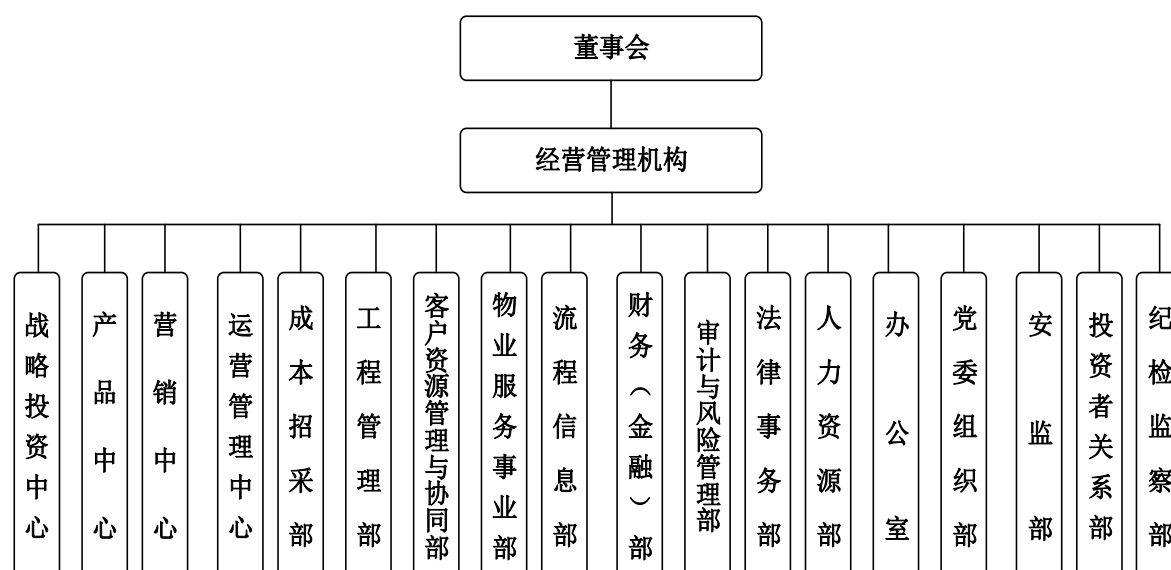 董事会
经营管理机构
战略投资中心
产品中心
营销中心
运营管理中心
成本招采部
工程管理部
客户资源管理与协同部
物业服务事业部
流程信息部
财务（金融）部
审计与风险管理部
法律事务部
人力资源部
办公室
党委组织部
安监部
投资者关系部
纪检监察部